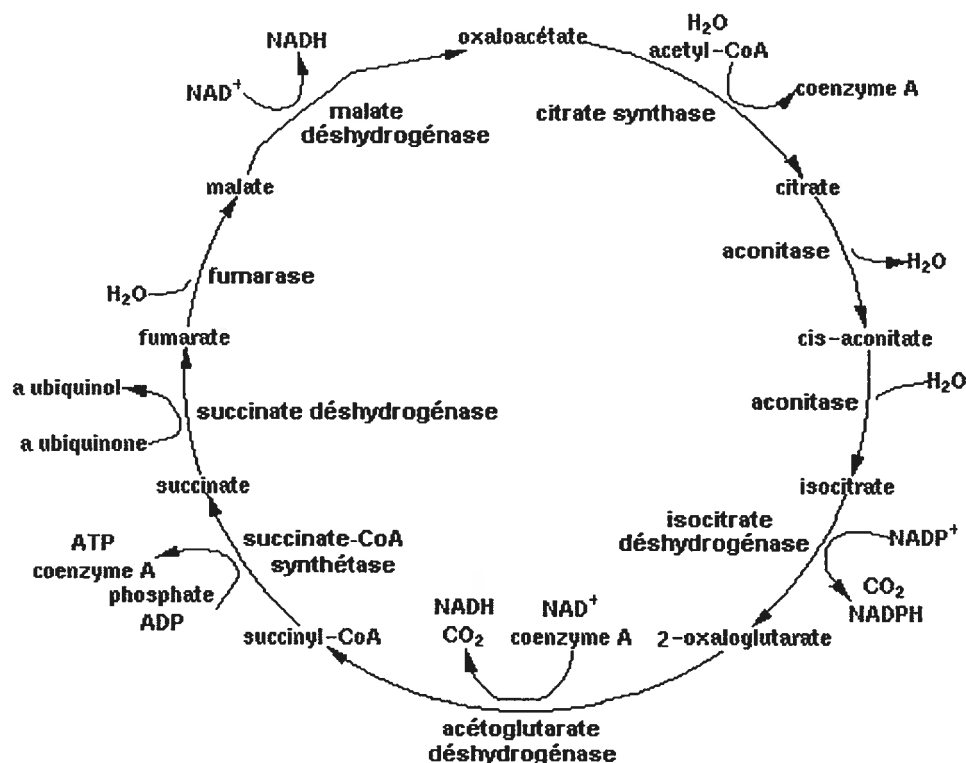 oxaloacétate
H₂O
acetyl-CoA
coenzyme A
citrate synthase
citrate
aconitase
H₂O
cis-aconitate
aconitase
H₂O
isocitrate
isocitrate
déshydrogénase
NADP⁺
CO₂
NADPH
2-oxaloglutarate
NAD⁺
coenzyme A
NADH
CO₂
acétoglutarate
déshydrogénase
succinyl-CoA
succinate-CoA
synthétase
ATP
coenzyme A
phosphate
ADP
succinate
succinate déshydrogénase
a ubiquinol
a ubiquinone
fumarate
fumarase
H₂O
malate
malate
déshydrogénase
NAD⁺
NADH